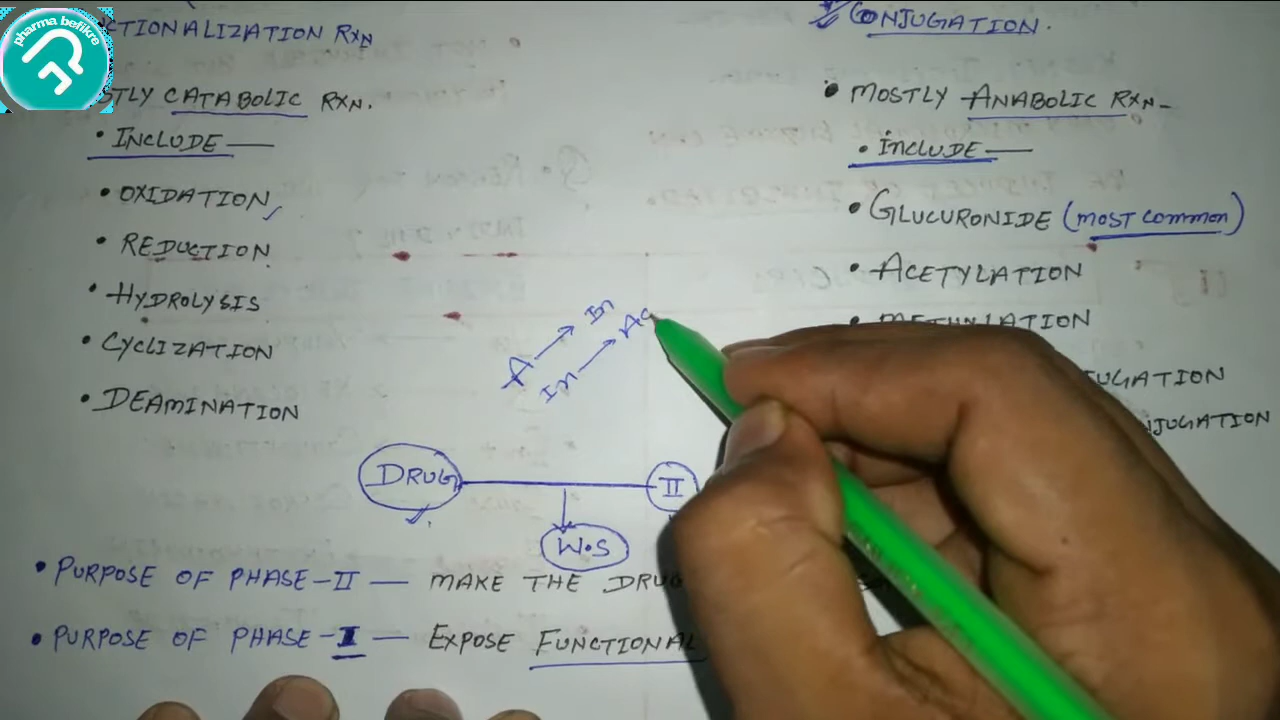 pharma befikre
CTIONALIZATION RXN
STLY CATABOLIC RXN.
• INCLUDE —
• OXIDATION
• REDUCTION
• HYDROLYSIS
• CYCLIZATION
• DEAMINATION
CONJUGATION.
• MOSTLY ANABOLIC RXN-
• INCLUDE —
• GLUCURONIDE (MOST COMMON)
• ACETYLATION
UGATION
JUGATION
A → In
In → Ac
DRUG
II
W.S
• PURPOSE OF PHASE-II — MAKE THE DRUG
• PURPOSE OF PHASE-I — EXPOSE FUNCTIONAL